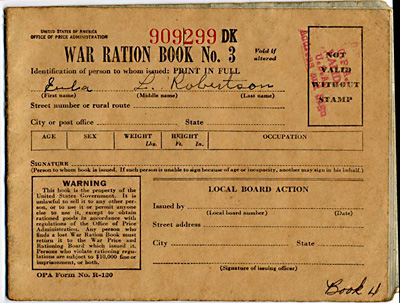 UNITED STATES OF AMERICA
OFFICE OF PRICE ADMINISTRATION
909299 DK
WAR RATION BOOK No. 3
Void if
altered
NOT
VALID
WITHOUT
STAMP
Identification of person to whom issued: PRINT IN FULL
Eula L. Robertson
(First name) (Middle name) (Last name)
Street number or rural route
City or post office State
AGE SEX WEIGHT HEIGHT OCCUPATION
Lbs. Ft. In.
SIGNATURE
(Person to whom book is issued. If such person is unable to sign because of age or incapacity, another may sign in his behalf.)
WARNING
This book is the property of the
United States Government. It is
unlawful to sell it to any other per-
son, or to use it or permit anyone
else to use it, except to obtain
rationed goods in accordance with
regulations of the Office of Price
Administration. Any person who
finds a lost War Ration Book must
return it to the War Price and
Rationing Board which issued it.
Persons who violate rationing regu-
lations are subject to $10,000 fine or
imprisonment, or both.
LOCAL BOARD ACTION
Issued by
(Local board number) (Date)
Street address
City State
(Signature of issuing officer)
OPA Form No. R-130
Book 4